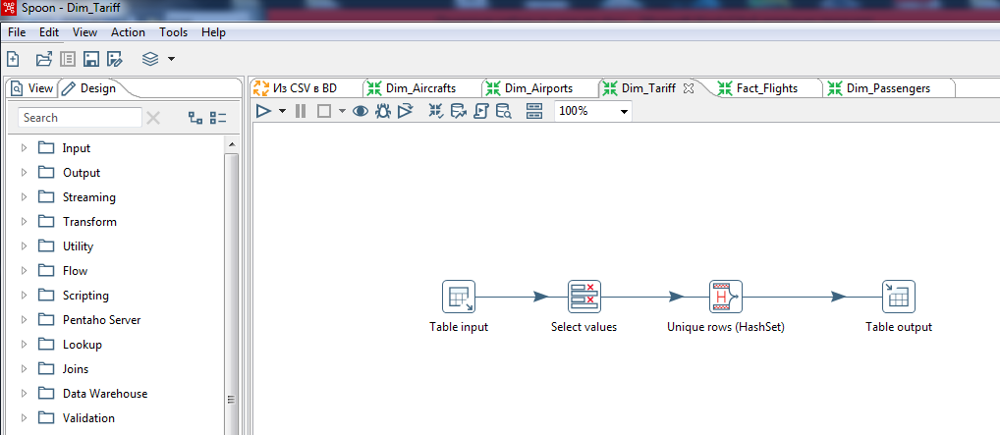 Spoon - Dim_Tariff
File Edit View Action Tools Help
View Design
Из CSV в BD Dim_Aircrafts Dim_Airports Dim_Tariff Fact_Flights Dim_Passengers
Search
100%
Input
Output
Streaming
Transform
Utility
Flow
Scripting
Pentaho Server
Lookup
Joins
Data Warehouse
Validation
Table input Select values Unique rows (HashSet) Table output